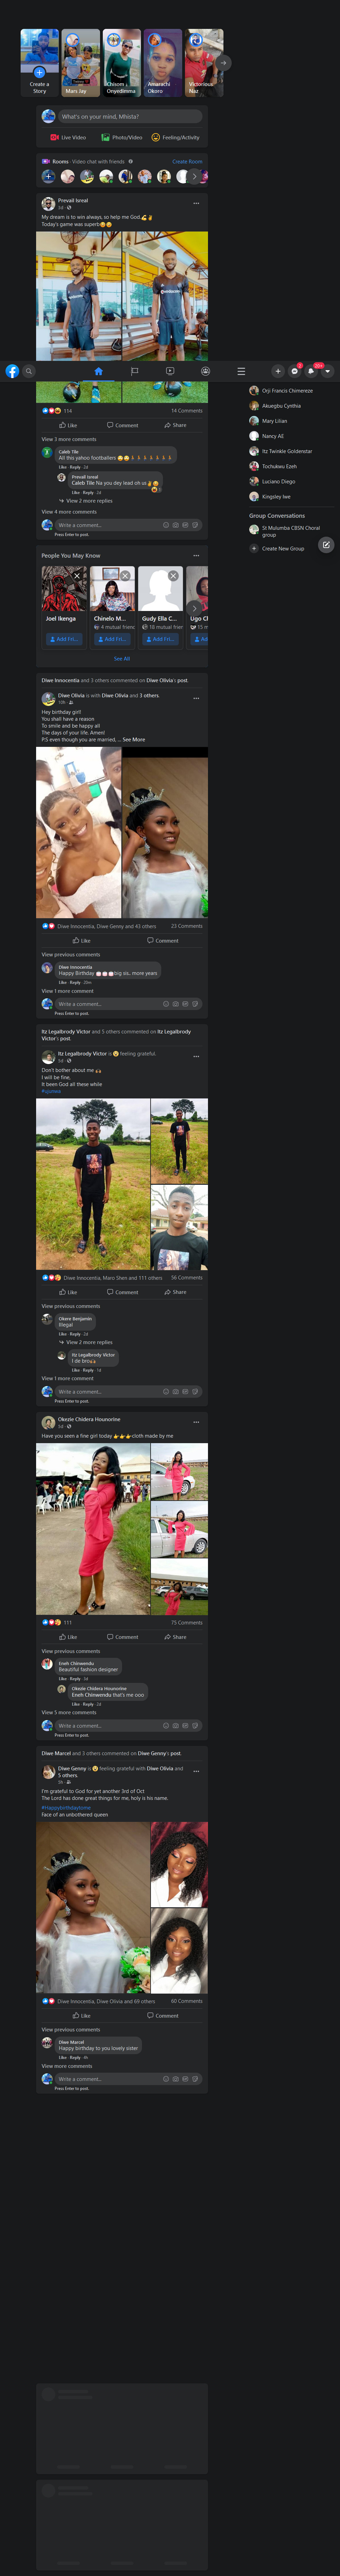 Create a
Story
Mars Jay
Chisom
Onyedimma
Amarachi
Okoro
Victorious
Naz
What's on your mind, Mhista?
Live Video
Photo/Video
Feeling/Activity
Rooms · Video chat with friends
Create Room
Prevail Isreal
My dream is to win always, so help me God
Today's game was superb
114
14 Comments
Like
Comment
Share
View 3 more comments
Caleb Tile
All this yahoo footballers
Like · Reply · 2d
Prevail Isreal
Caleb Tile Na you dey lead oh us
Like · Reply · 2d
View 2 more replies
View 4 more comments
Write a comment...
Press Enter to post.
Orji Francis Chimereze
Akuegbu Cynthia
Mary Lilian
Nancy AE
Itz Twinkle Goldenstar
Tochukwu Ezeh
Luciano Diego
Kingsley Iwe
Group Conversations
St Mulumba CBSN Choral
group
Create New Group
People You May Know
Joel Ikenga
Chinelo M...
4 mutual friend
Gudy Ella C...
18 mutual frien
Add Fri...
Add Fri...
Add Fri...
See All
Diwe Innocentia and 3 others commented on Diwe Olivia's post.
Diwe Olivia is with Diwe Olivia and 3 others.
10h
Hey birthday girl!
You shall have a reason
To smile and be happy all
The days of your life. Amen!
P.S even though you are married, ... See More
Diwe Innocentia, Diwe Genny and 43 others
23 Comments
Like
Comment
View previous comments
Diwe Innocentia
Happy Birthday big sis.. more years
Like · Reply · 20m
View 1 more comment
Write a comment...
Press Enter to post.
Itz Legalbrody Victor and 5 others commented on Itz Legalbrody
Victor's post.
Itz Legalbrody Victor is feeling grateful.
Don't bother about me
I will be fine,
It been God all these while
Diwe Innocentia, Maro Shen and 111 others
56 Comments
Like
Comment
Share
View previous comments
Okere Benjamin
Illegal
Like · Reply · 2d
View 2 more replies
Itz Legalbrody Victor
I de bro
Like · Reply · 1d
View 1 more comment
Write a comment...
Press Enter to post.
Okezie Chidera Hounorine
Have you seen a fine girl today cloth made by me
111
75 Comments
Like
Comment
Share
View previous comments
Eneh Chinwendu
Beautiful fashion designer
Like · Reply · 3d
Okezie Chidera Hounorine
Eneh Chinwendu that's me ooo
Like · Reply · 2d
View 5 more comments
Write a comment...
Press Enter to post.
Diwe Marcel and 3 others commented on Diwe Genny's post.
Diwe Genny is feeling grateful with Diwe Olivia and
5 others.
I'm grateful to God for yet another 3rd of Oct
The Lord has done great things for me, holy is his name.
#Happybirthdaytome
Face of an unbothered queen
Diwe Innocentia, Diwe Olivia and 69 others
60 Comments
Like
Comment
View previous comments
Diwe Marcel
Happy birthday to you lovely sister
Like · Reply · 4h
View more comments
Write a comment...
Press Enter to post.